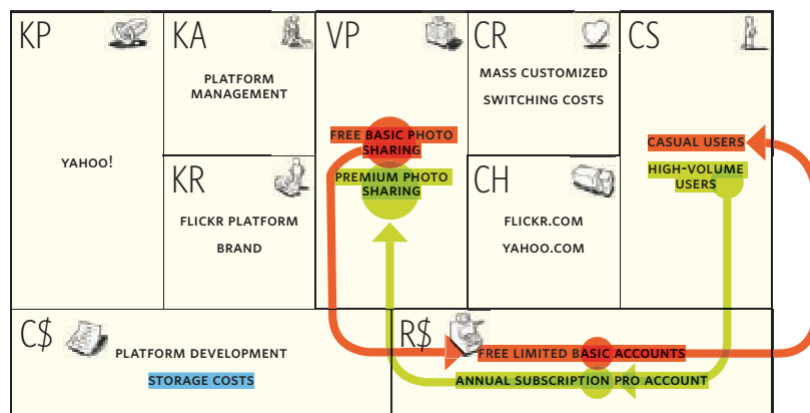 KP
YAHOO!
KA
PLATFORM
MANAGEMENT
KR
FLICKR PLATFORM
BRAND
VP
FREE BASIC PHOTO
SHARING
PREMIUM PHOTO
SHARING
CR
MASS CUSTOMIZED
SWITCHING COSTS
CH
FLICKR.COM
YAHOO.COM
CS
CASUAL USERS
HIGH-VOLUME
USERS
C$
PLATFORM DEVELOPMENT
STORAGE COSTS
R$
FREE LIMITED BASIC ACCOUNTS
ANNUAL SUBSCRIPTION PRO ACCOUNT